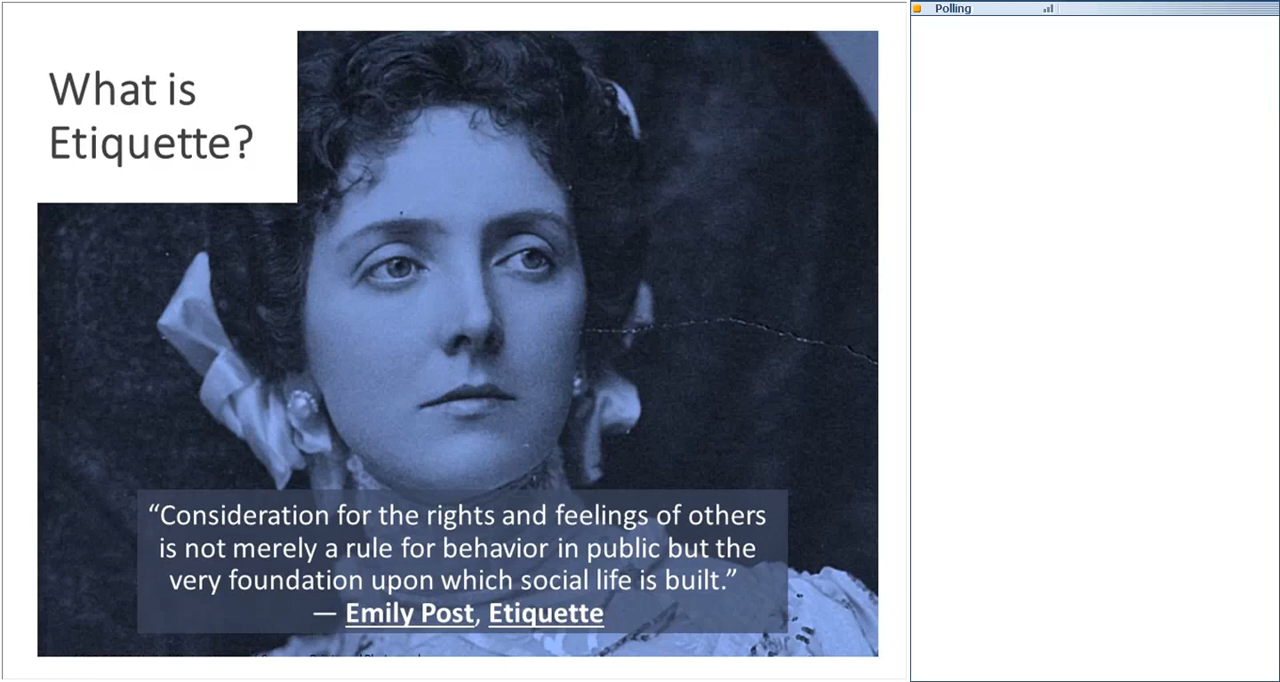 What is
Etiquette?
“Consideration for the rights and feelings of others
is not merely a rule for behavior in public but the
very foundation upon which social life is built.”
— Emily Post, Etiquette
Polling